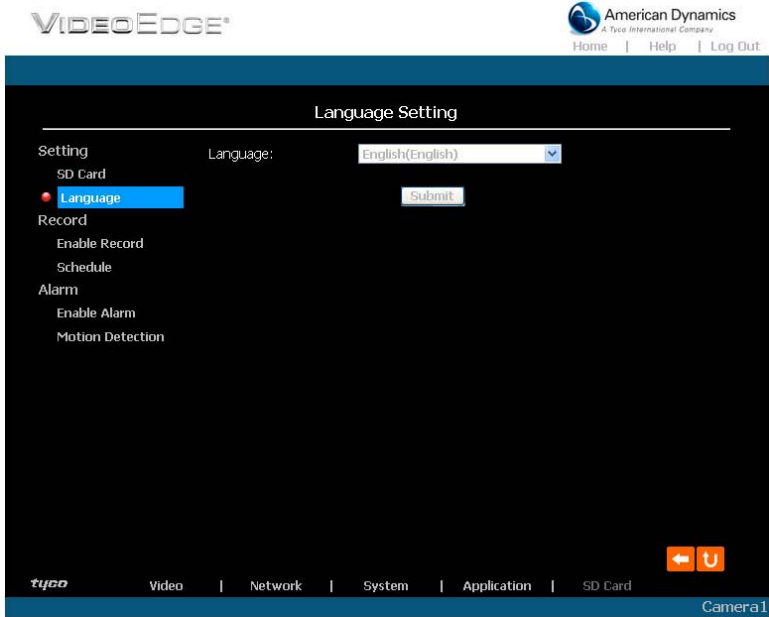 VIDEOEDGE®
American Dynamics
A Tyco International Company
Home | Help | Log Out
Language Setting
Setting
Language: English(English)
SD Card
Language
Submit
Record
Enable Record
Schedule
Alarm
Enable Alarm
Motion Detection
tyco Video | Network | System | Application | SD Card
Camera1